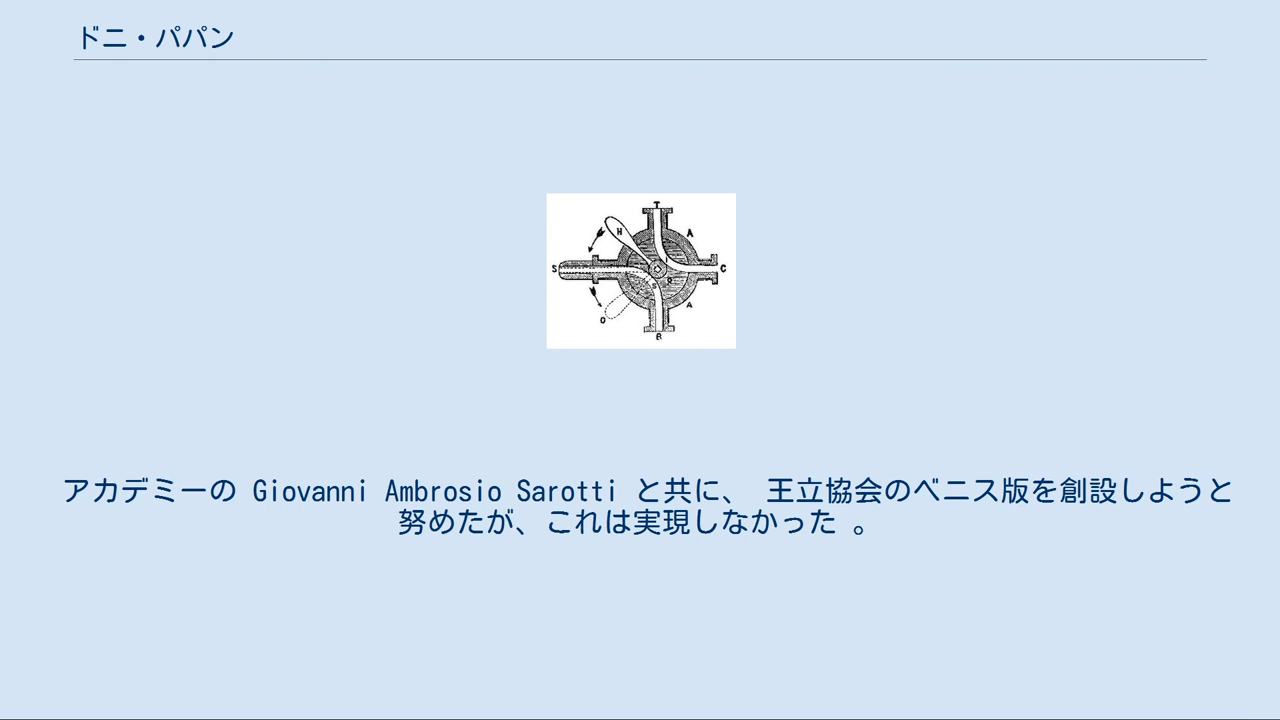 ドニ・パパン
T
H
A
S
C
R
S
A
O
B
アカデミーの Giovanni Ambrosio Sarotti と共に、 王立協会のベニス版を創設しようと
努めたが、これは実現しなかった 。